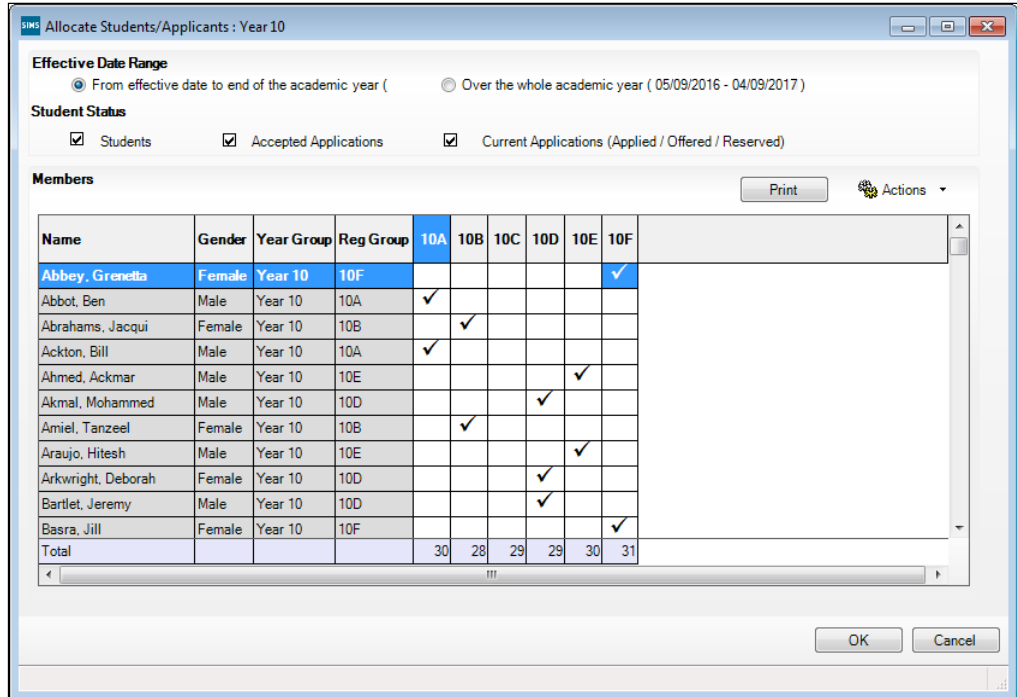 SIMS Allocate Students/Applicants : Year 10
Effective Date Range
From effective date to end of the academic year ( Over the whole academic year ( 05/09/2016 - 04/09/2017 )
Student Status
Students Accepted Applications Current Applications (Applied / Offered / Reserved)
Members
Print Actions
Name Gender Year Group Reg Group 10A 10B 10C 10D 10E 10F
Abbey, Grenetta Female Year 10 10F ✓
Abbot, Ben Male Year 10 10A ✓
Abrahams, Jacqui Female Year 10 10B ✓
Ackton, Bill Male Year 10 10A ✓
Ahmed, Ackmar Male Year 10 10E ✓
Akmal, Mohammed Male Year 10 10D ✓
Amiel, Tanzeel Female Year 10 10B ✓
Araujo, Hitesh Male Year 10 10E ✓
Arkwright, Deborah Female Year 10 10D ✓
Bartlet, Jeremy Male Year 10 10D ✓
Basra, Jill Female Year 10 10F ✓
Total 30 28 29 29 30 31
OK Cancel